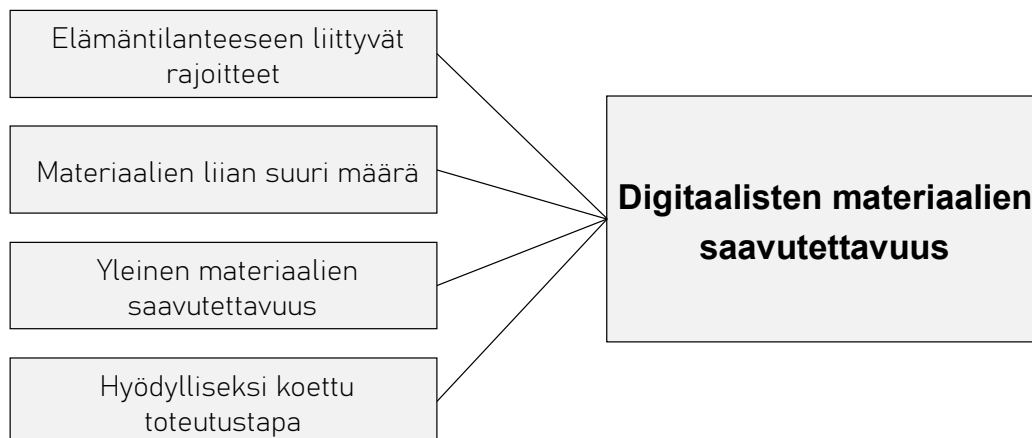 Elämäntilanteeseen liittyvät
rajoitteet
Materiaalien liian suuri määrä
Yleinen materiaalien
saavutettavuus
Hyödylliseksi koettu
toteutustapa
Digitaalisten materiaalien
saavutettavuus